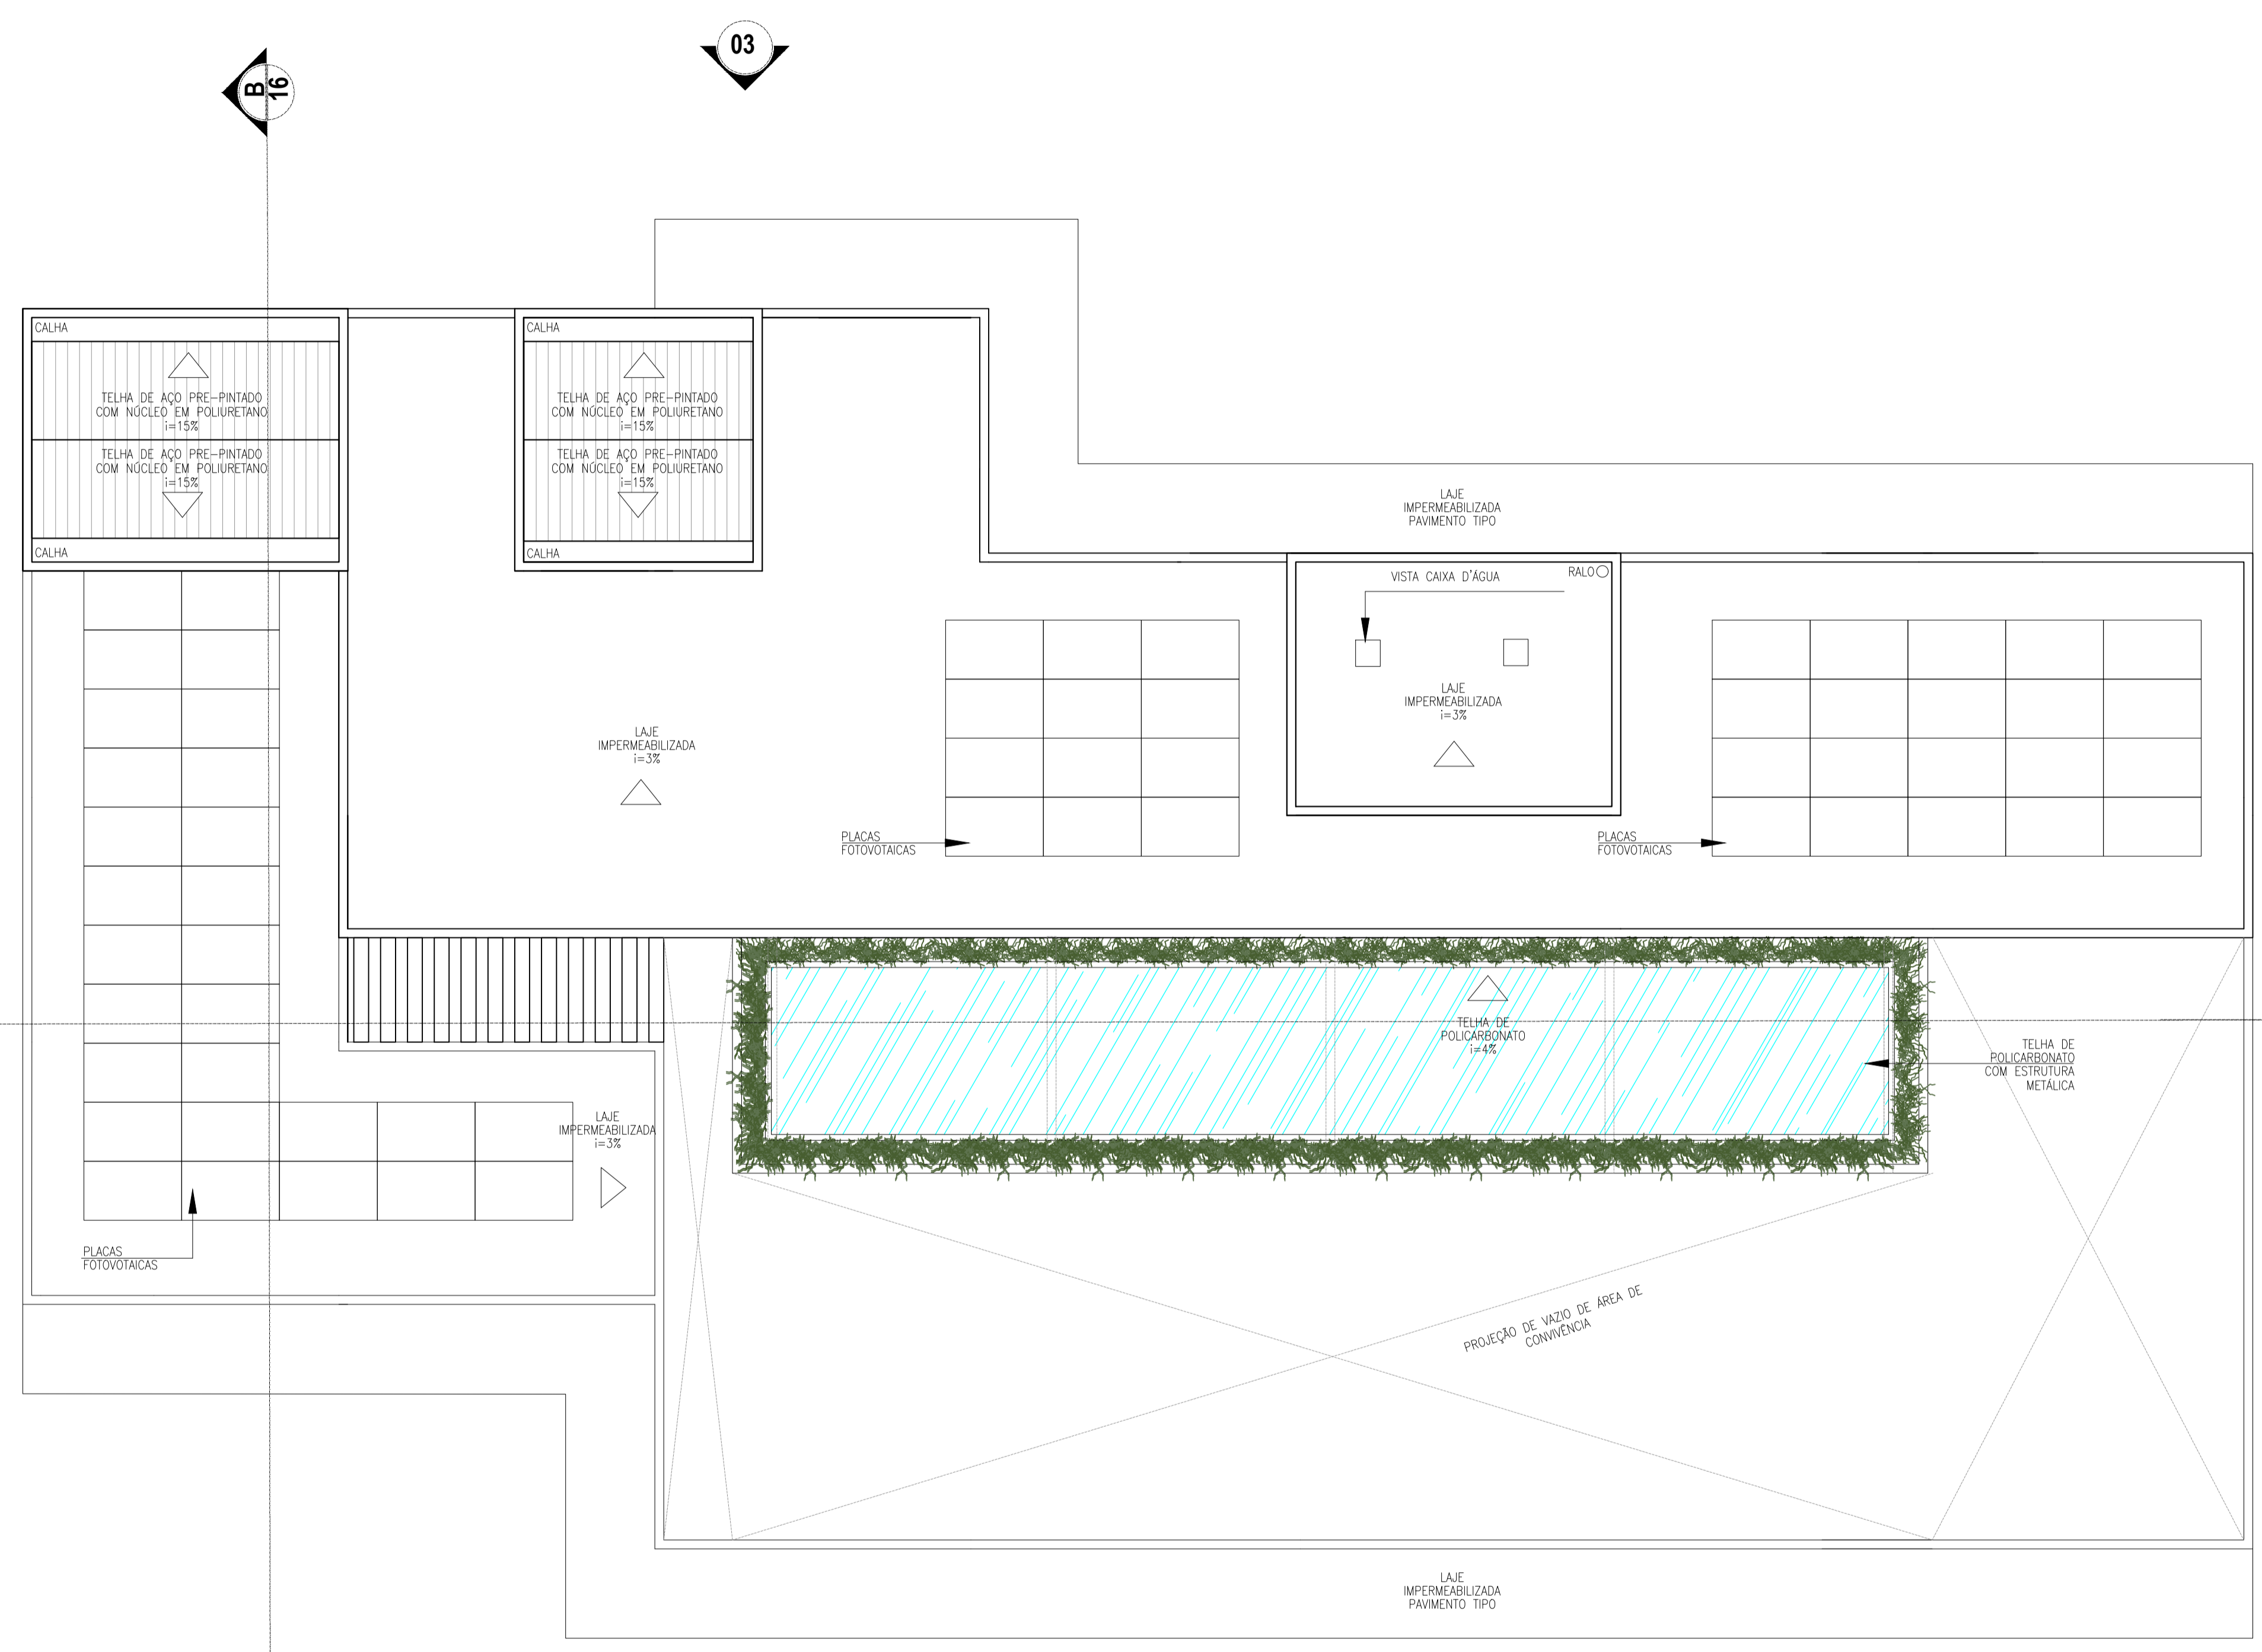 03
B
16
CALHA
TELHA DE AÇO PRE-PINTADO
COM NÚCLEO EM POLIURETANO
i=15%
TELHA DE AÇO PRE-PINTADO
COM NÚCLEO EM POLIURETANO
i=15%
CALHA
CALHA
TELHA DE AÇO PRE-PINTADO
COM NÚCLEO EM POLIURETANO
i=15%
TELHA DE AÇO PRE-PINTADO
COM NÚCLEO EM POLIURETANO
i=15%
CALHA
LAJE
IMPERMEABILIZADA
PAVIMENTO TIPO
VISTA CAIXA D'ÁGUA
RALO
LAJE
IMPERMEABILIZADA
i=3%
LAJE
IMPERMEABILIZADA
i=3%
PLACAS
FOTOVOTAICAS
PLACAS
FOTOVOTAICAS
TELHA DE
POLICARBONATO
i=4%
TELHA DE
POLICARBONATO
COM ESTRUTURA
METÁLICA
LAJE
IMPERMEABILIZADA
i=3%
PLACAS
FOTOVOTAICAS
PROJEÇÃO DE VAZIO DE ÁREA DE
CONVIVÊNCIA
LAJE
IMPERMEABILIZADA
PAVIMENTO TIPO